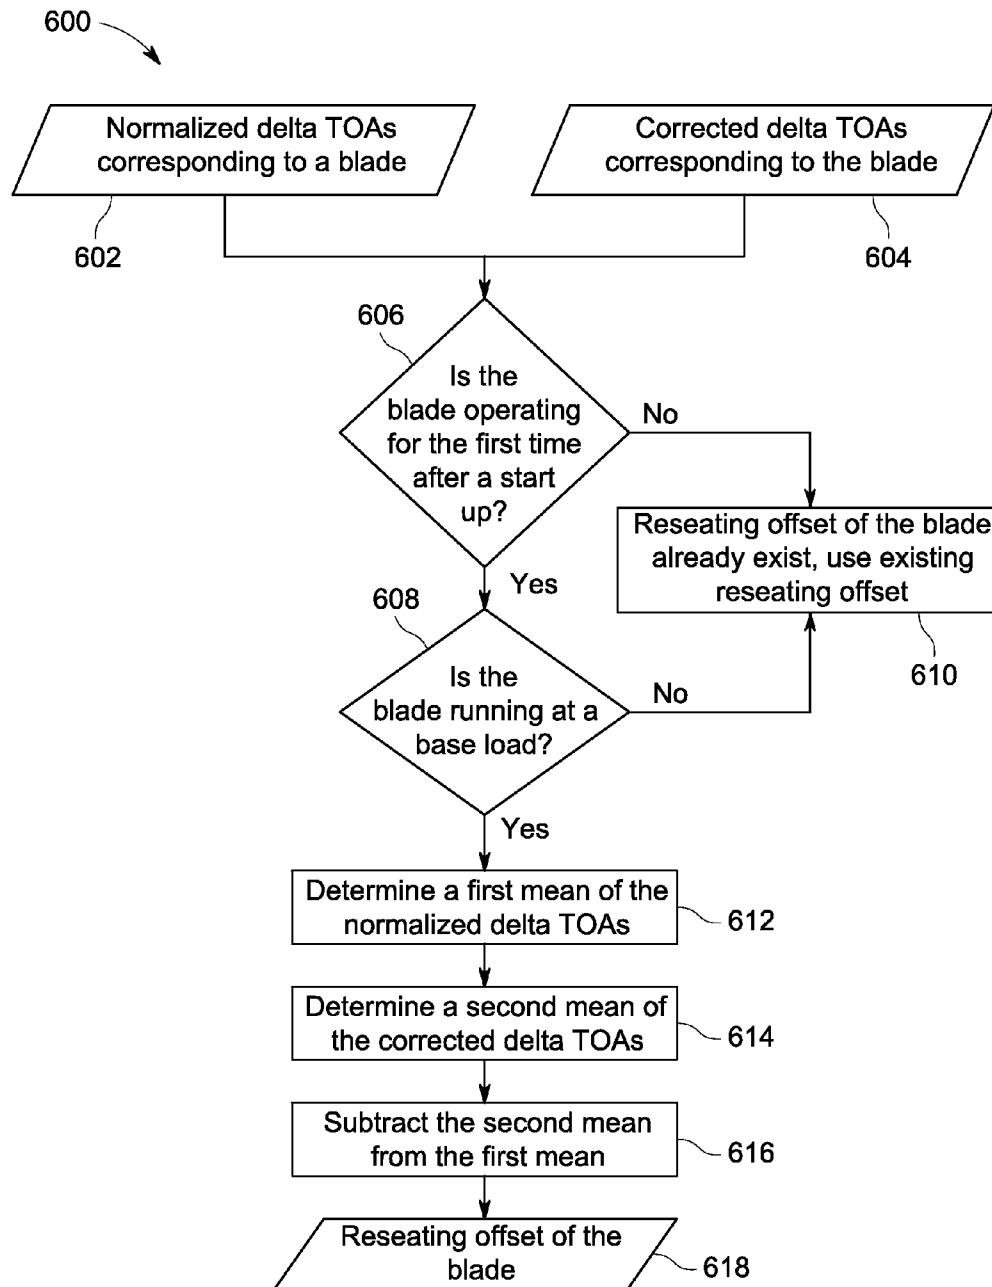 600
Normalized delta TOAs
corresponding to a blade
602
Corrected delta TOAs
corresponding to the blade
604
606
Is the
blade operating
for the first time
after a start
up?
No
Yes
Reseating offset of the blade
already exist, use existing
reseating offset
610
608
Is the
blade running at a
base load?
No
Yes
Determine a first mean of the
normalized delta TOAs
612
Determine a second mean of
the corrected delta TOAs
614
Subtract the second mean
from the first mean
616
Reseating offset of the
blade
618